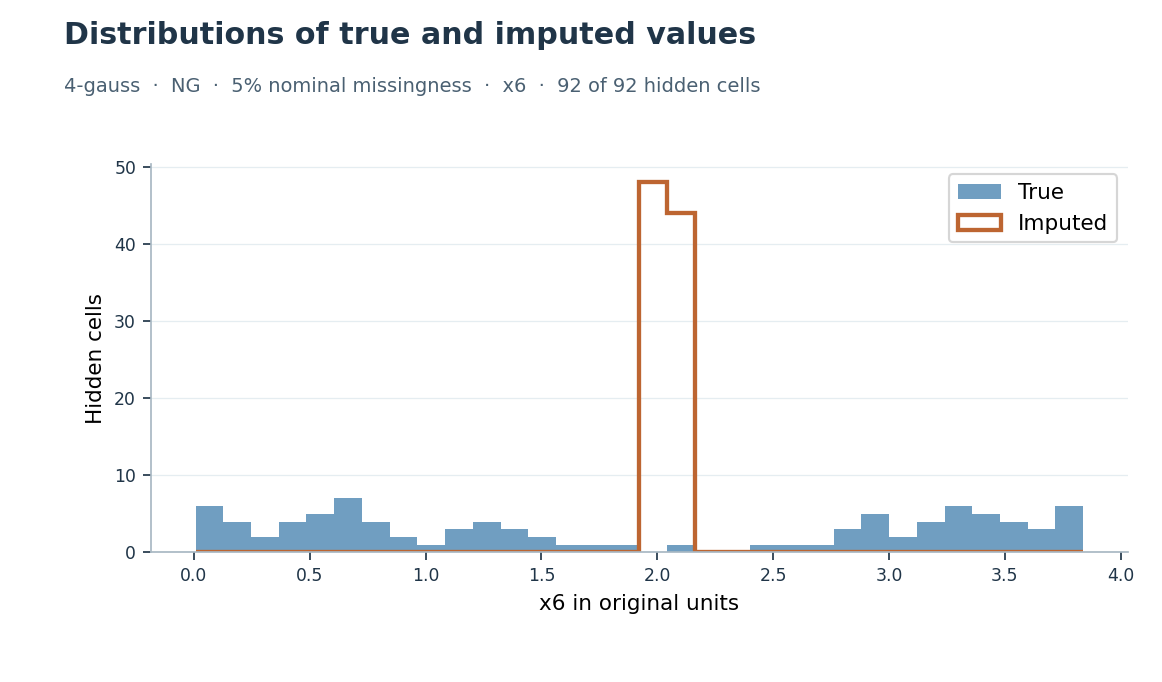 Distributions of true and imputed values
4-gauss · NG · 5% nominal missingness · x6 · 92 of 92 hidden cells
50
40
30
20
10
0
Hidden cells
True
Imputed
0.0 0.5 1.0 1.5 2.0 2.5 3.0 3.5 4.0
x6 in original units